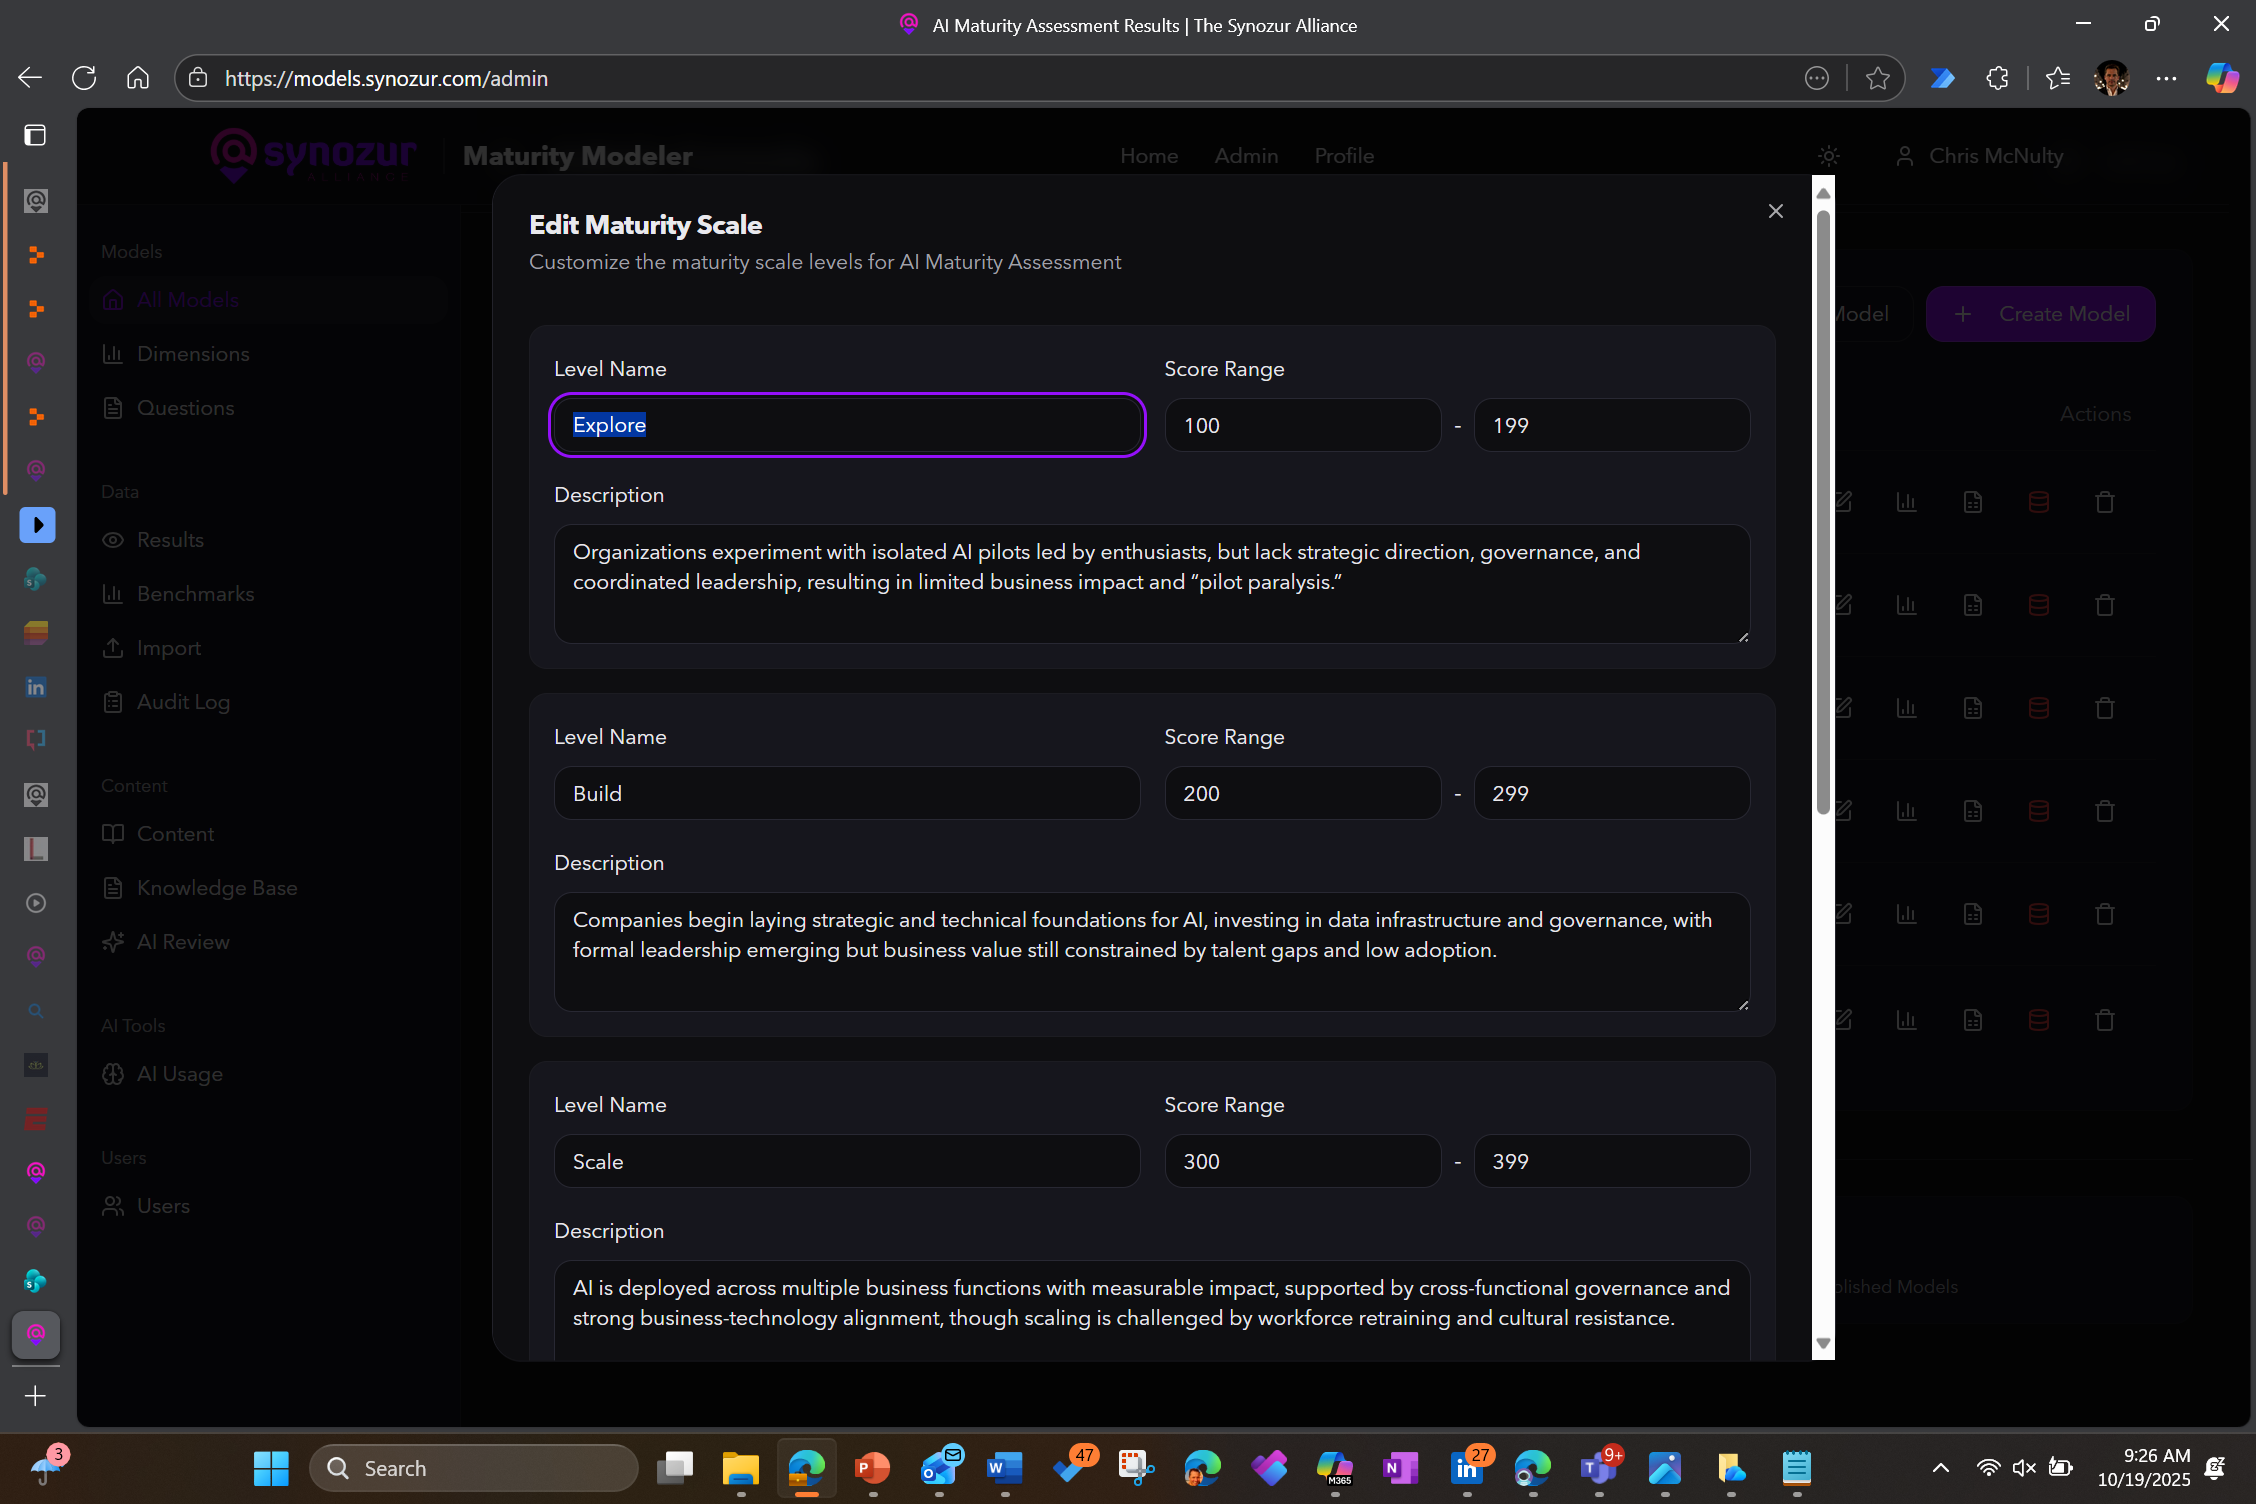 AI Maturity Assessment Results | The Synozur Alliance
https://models.synozur.com/admin
synozur
ALLIANCE
Maturity Modeler
Home
Admin
Profile
Chris McNulty
Models
All Models
Dimensions
Questions
Data
Results
Benchmarks
Import
Audit Log
Content
Content
Knowledge Base
AI Review
AI Tools
AI Usage
Users
Users
Model
Create Model
Actions
Edit Maturity Scale
Customize the maturity scale levels for AI Maturity Assessment
Level Name
Score Range
Explore
100 - 199
Description
Organizations experiment with isolated AI pilots led by enthusiasts, but lack strategic direction, governance, and
coordinated leadership, resulting in limited business impact and “pilot paralysis.”
Level Name
Score Range
Build
200 - 299
Description
Companies begin laying strategic and technical foundations for AI, investing in data infrastructure and governance, with
formal leadership emerging but business value still constrained by talent gaps and low adoption.
Level Name
Score Range
Scale
300 - 399
Description
AI is deployed across multiple business functions with measurable impact, supported by cross-functional governance and
strong business-technology alignment, though scaling is challenged by workforce retraining and cultural resistance.
blished Models
3
Search
47
M365
27
9+
9:26 AM
10/19/2025